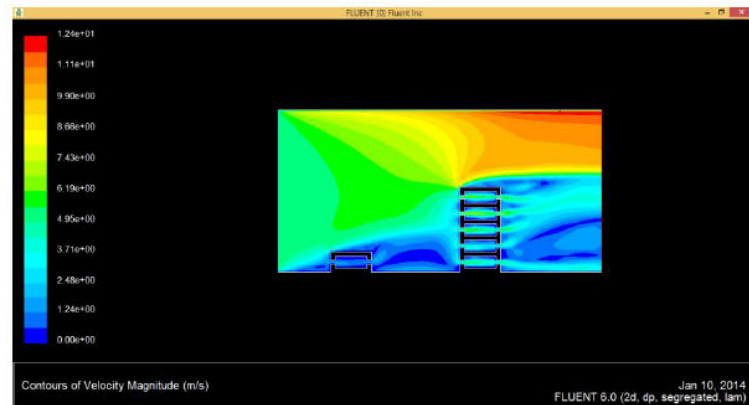 FLUENT [0] Fluent Inc
1.24e+01
1.11e+01
9.90e+00
8.66e+00
7.43e+00
6.19e+00
4.95e+00
3.71e+00
2.48e+00
1.24e+00
0.00e+00
Contours of Velocity Magnitude (m/s)
Jan 10, 2014
FLUENT 6.0 (2d, dp, segregated, lam)